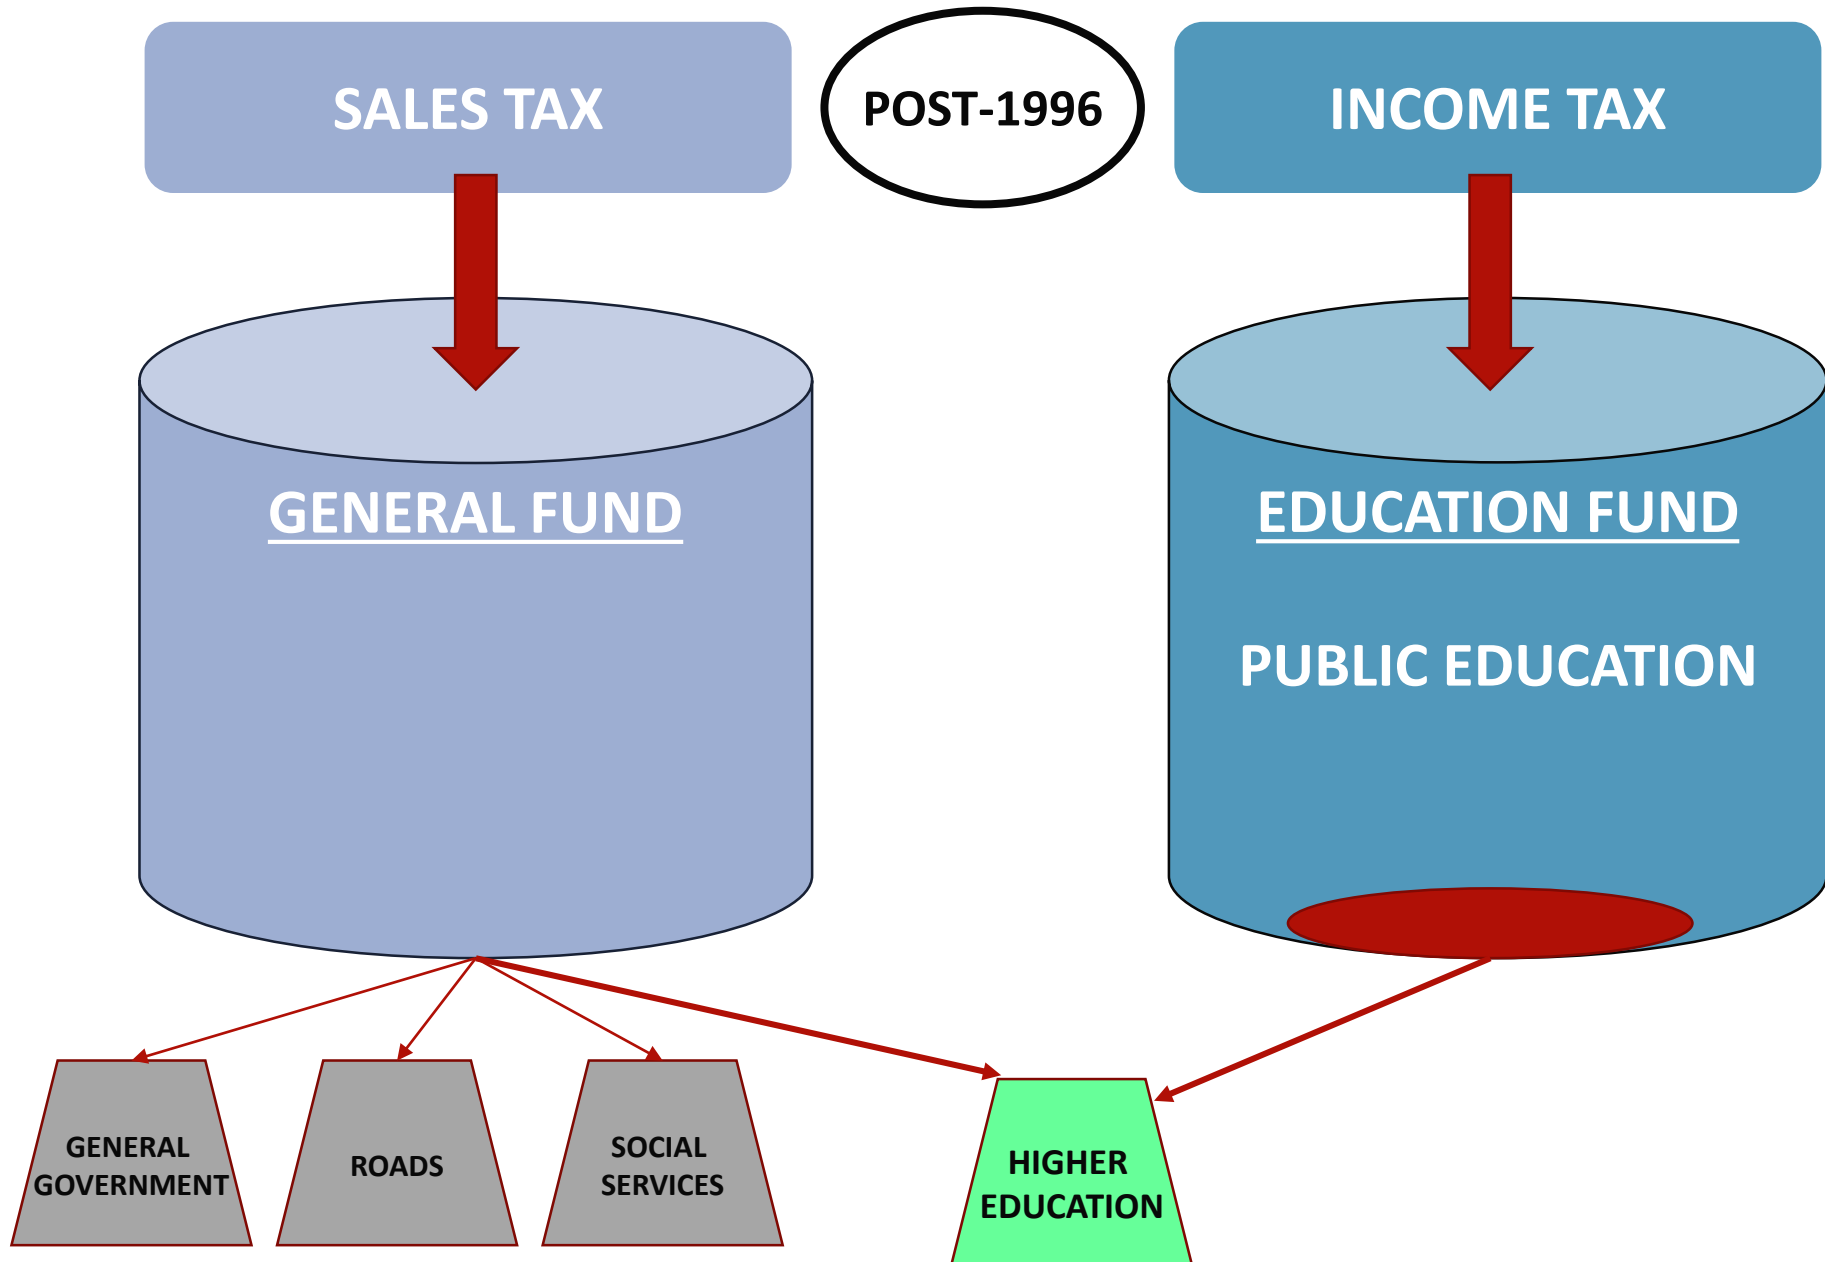 SALES TAX
POST-1996
INCOME TAX
GENERAL FUND
EDUCATION FUND
PUBLIC EDUCATION
GENERAL
GOVERNMENT
ROADS
SOCIAL
SERVICES
HIGHER
EDUCATION